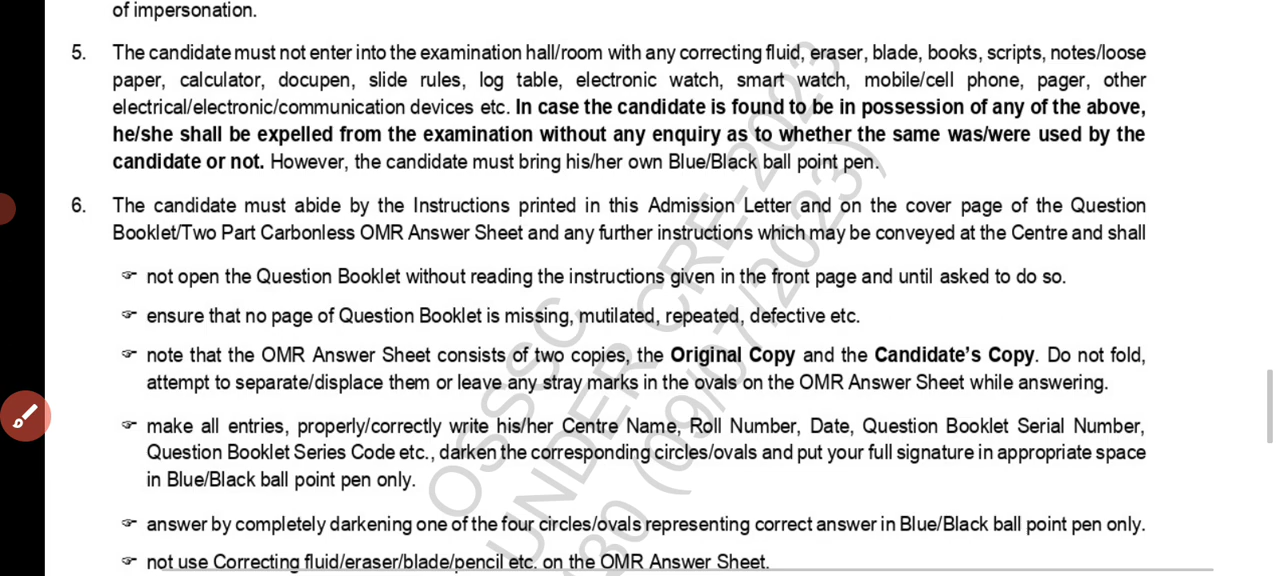 of impersonation.
5. The candidate must not enter into the examination hall/room with any correcting fluid, eraser, blade, books, scripts, notes/loose
paper, calculator, docupen, slide rules, log table, electronic watch, smart watch, mobile/cell phone, pager, other
electrical/electronic/communication devices etc. In case the candidate is found to be in possession of any of the above,
he/she shall be expelled from the examination without any enquiry as to whether the same was/were used by the
candidate or not. However, the candidate must bring his/her own Blue/Black ball point pen.
6. The candidate must abide by the Instructions printed in this Admission Letter and on the cover page of the Question
Booklet/Two Part Carbonless OMR Answer Sheet and any further instructions which may be conveyed at the Centre and shall
☞ not open the Question Booklet without reading the instructions given in the front page and until asked to do so.
☞ ensure that no page of Question Booklet is missing, mutilated, repeated, defective etc.
☞ note that the OMR Answer Sheet consists of two copies, the Original Copy and the Candidate's Copy. Do not fold,
attempt to separate/displace them or leave any stray marks in the ovals on the OMR Answer Sheet while answering.
☞ make all entries, properly/correctly write his/her Centre Name, Roll Number, Date, Question Booklet Serial Number,
Question Booklet Series Code etc., darken the corresponding circles/ovals and put your full signature in appropriate space
in Blue/Black ball point pen only.
☞ answer by completely darkening one of the four circles/ovals representing correct answer in Blue/Black ball point pen only.
☞ not use Correcting fluid/eraser/blade/pencil etc. on the OMR Answer Sheet.
OSSSC
UNDER CRE-2023
(09/07/2023)